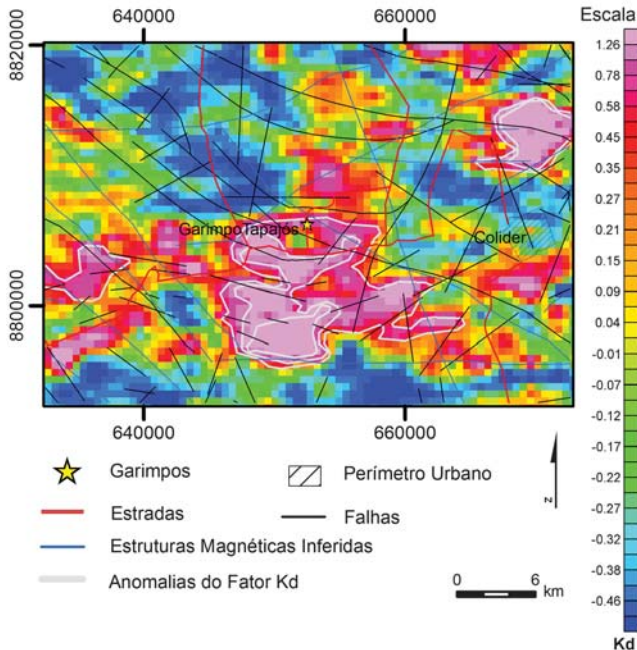 640000
660000
Escala
8820000
8800000
GarimpoTapajós
Colider
640000
660000
1.26
0.78
0.58
0.45
0.35
0.27
0.21
0.15
0.09
0.04
-0.01
-0.07
-0.12
-0.17
-0.22
-0.27
-0.32
-0.38
-0.46
Kd
Garimpos
Perímetro Urbano
Estradas
Falhas
Estruturas Magnéticas Inferidas
Anomalias do Fator Kd
z
0 6
km